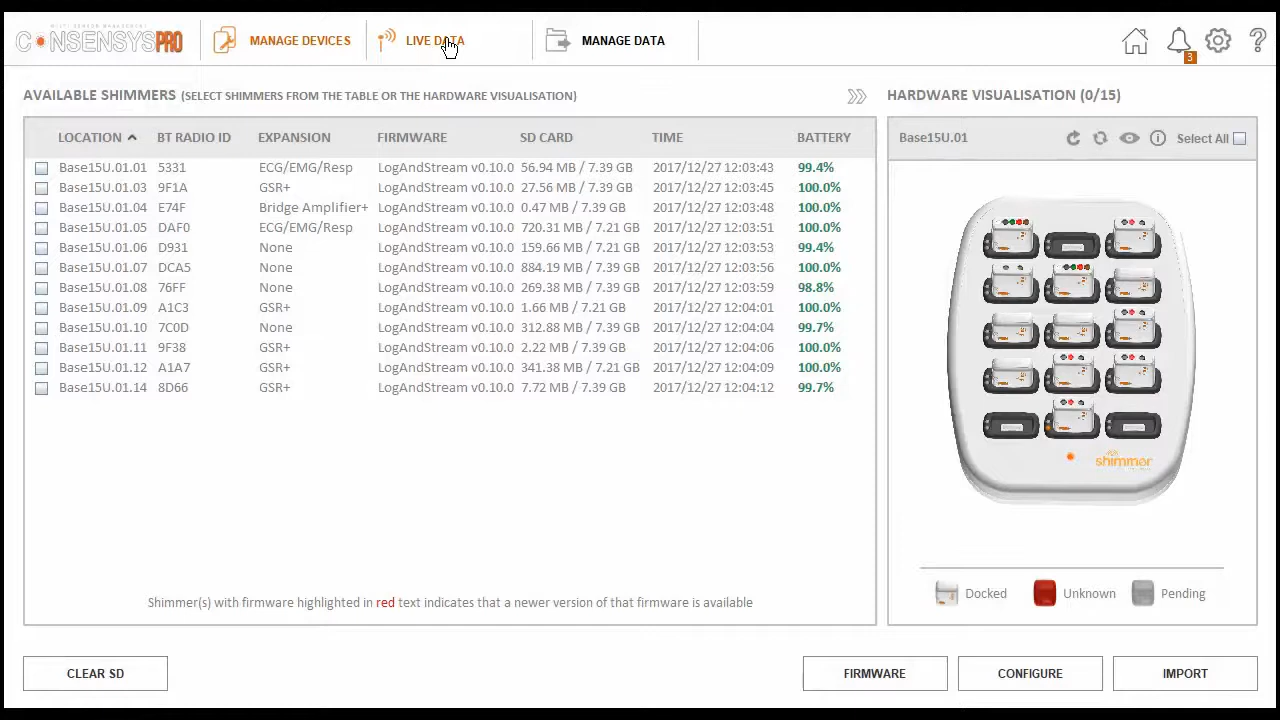 MULTI SENSOR MANAGEMENT
CONSENSYSPRO
MANAGE DEVICES
LIVE DATA
MANAGE DATA
3
?
AVAILABLE SHIMMERS (SELECT SHIMMERS FROM THE TABLE OR THE HARDWARE VISUALISATION)
HARDWARE VISUALISATION (0/15)
LOCATION BT RADIO ID EXPANSION FIRMWARE SD CARD TIME BATTERY
Base15U.01.01 5331 ECG/EMG/Resp LogAndStream v0.10.0 56.94 MB / 7.39 GB 2017/12/27 12:03:43 99.4%
Base15U.01.03 9F1A GSR+ LogAndStream v0.10.0 27.56 MB / 7.39 GB 2017/12/27 12:03:45 100.0%
Base15U.01.04 E74F Bridge Amplifier+ LogAndStream v0.10.0 0.47 MB / 7.39 GB 2017/12/27 12:03:48 100.0%
Base15U.01.05 DAF0 ECG/EMG/Resp LogAndStream v0.10.0 720.31 MB / 7.21 GB 2017/12/27 12:03:51 100.0%
Base15U.01.06 D931 None LogAndStream v0.10.0 159.66 MB / 7.21 GB 2017/12/27 12:03:53 99.4%
Base15U.01.07 DCA5 None LogAndStream v0.10.0 884.19 MB / 7.39 GB 2017/12/27 12:03:56 100.0%
Base15U.01.08 76FF None LogAndStream v0.10.0 269.38 MB / 7.39 GB 2017/12/27 12:03:59 98.8%
Base15U.01.09 A1C3 GSR+ LogAndStream v0.10.0 1.66 MB / 7.21 GB 2017/12/27 12:04:01 100.0%
Base15U.01.10 7C0D None LogAndStream v0.10.0 312.88 MB / 7.39 GB 2017/12/27 12:04:04 99.7%
Base15U.01.11 9F38 GSR+ LogAndStream v0.10.0 2.22 MB / 7.39 GB 2017/12/27 12:04:06 100.0%
Base15U.01.12 A1A7 GSR+ LogAndStream v0.10.0 341.38 MB / 7.21 GB 2017/12/27 12:04:09 100.0%
Base15U.01.14 8D66 GSR+ LogAndStream v0.10.0 7.72 MB / 7.39 GB 2017/12/27 12:04:12 99.7%
Shimmer(s) with firmware highlighted in red text indicates that a newer version of that firmware is available
Base15U.01
Select All
shimmer
Docked Unknown Pending
CLEAR SD
FIRMWARE
CONFIGURE
IMPORT